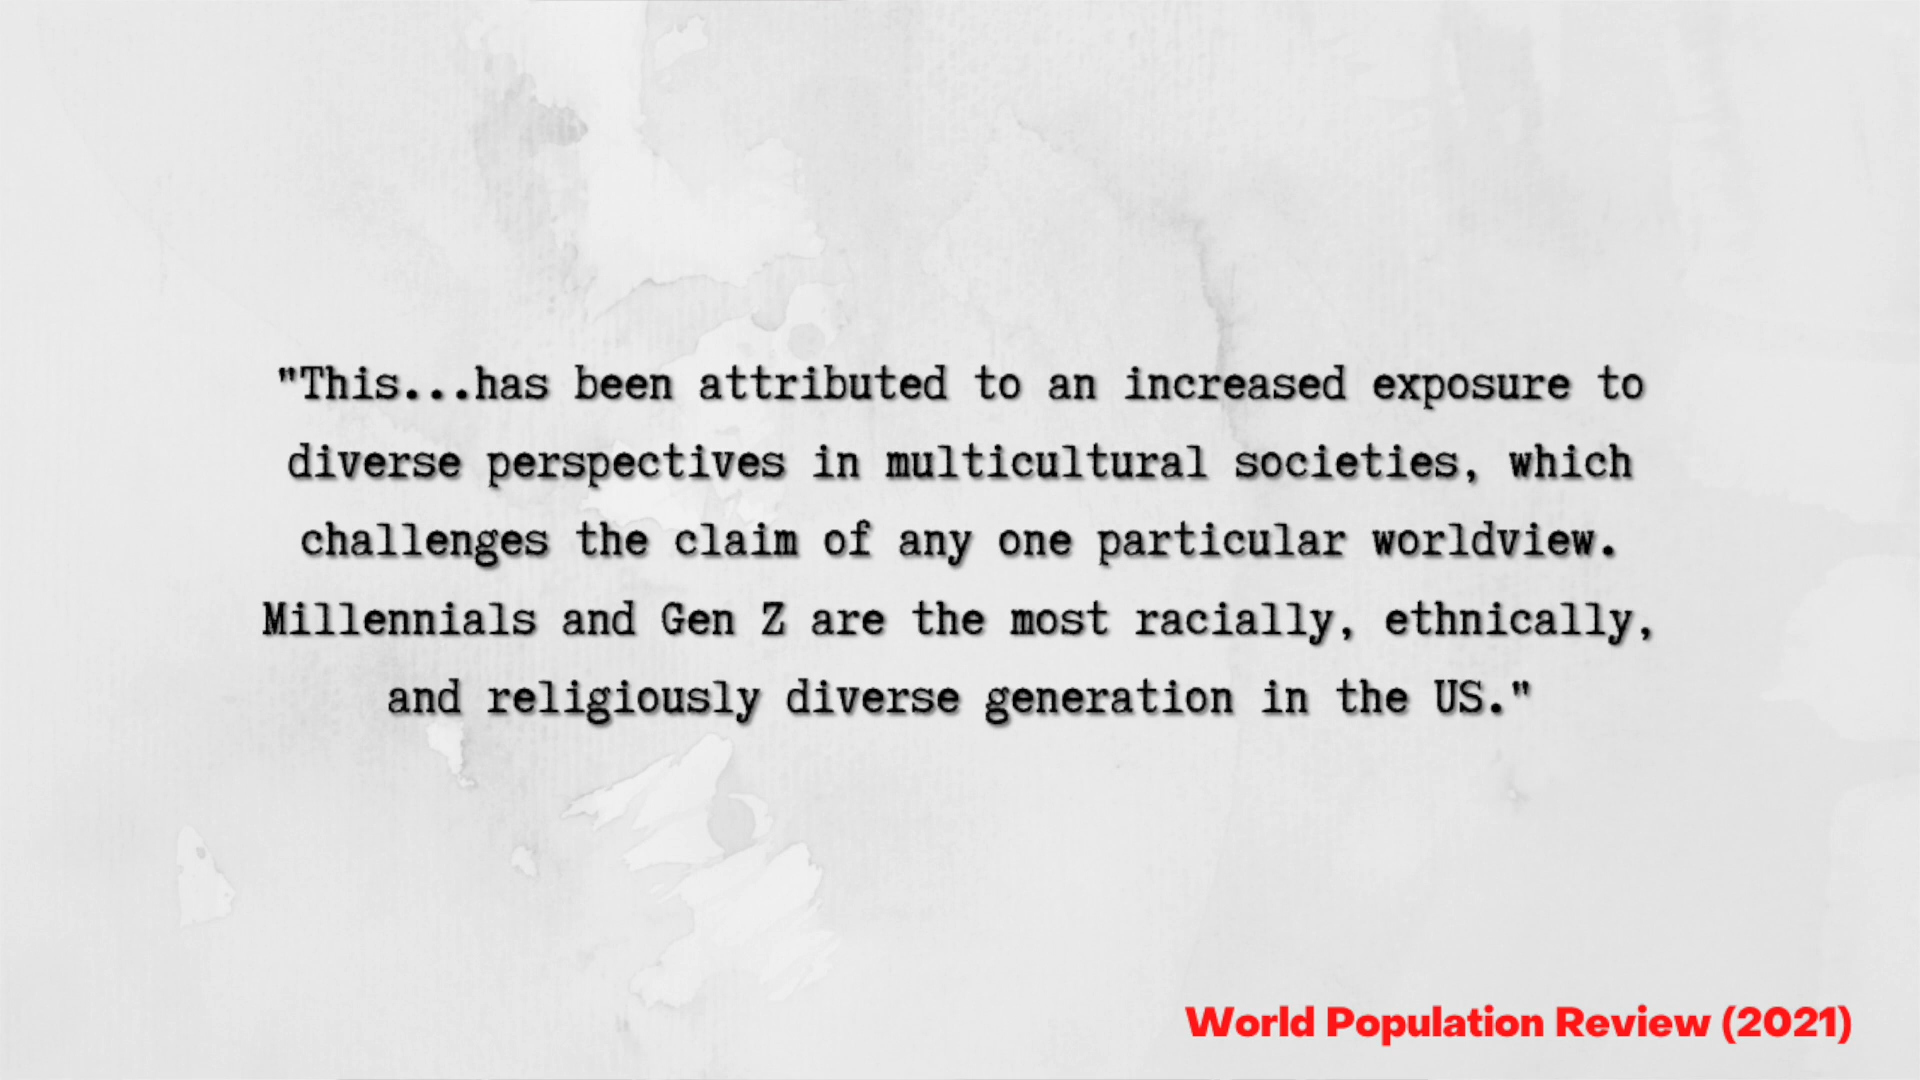 "This...has been attributed to an increased exposure to
diverse perspectives in multicultural societies, which
challenges the claim of any one particular worldview.
Millennials and Gen Z are the most racially, ethnically,
and religiously diverse generation in the US."
World Population Review (2021)